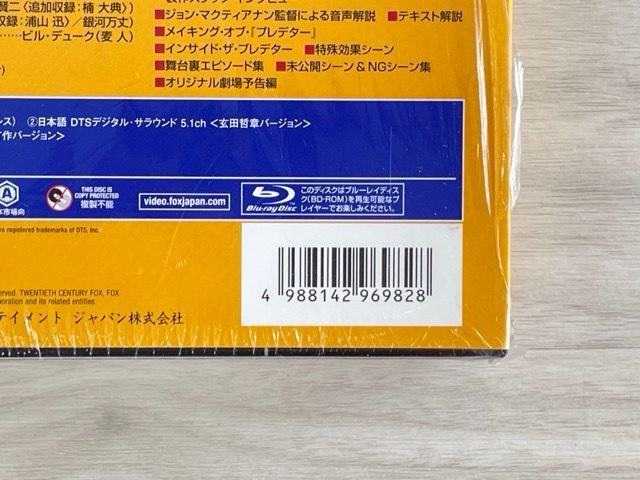 賢二〈追加収録:楠 大典〉)
収録:浦山 迅)/銀河万丈
……ビル・デューク(麦 人)
■ジョン・マクティアナン監督による音声解説 ■テキスト解説
■メイキング・オブ・「プレデター」
■インサイド・ザ・プレデター ■特殊効果シーン
■舞台裏エピソード集 ■未公開シーン&NGシーン集
■オリジナル劇場予告編
②日本語 DTSデジタル・サラウンド 5.1ch <玄田哲章バージョン>
作バージョン>
A
本市場向
THIS DISC IS
COPY PROTECTED
複製不能
video.foxjapan.com
Blu-ray Disc
このディスクはブルーレイディス
ク(BD-ROM)を再生可能なプ
レイヤーでお楽しみください。
registered trademarks of DTS, Inc.
served. TWENTIETH CENTURY FOX, FOX
oration and its related entities.
テイメント ジャパン株式会社
4 988142 969828